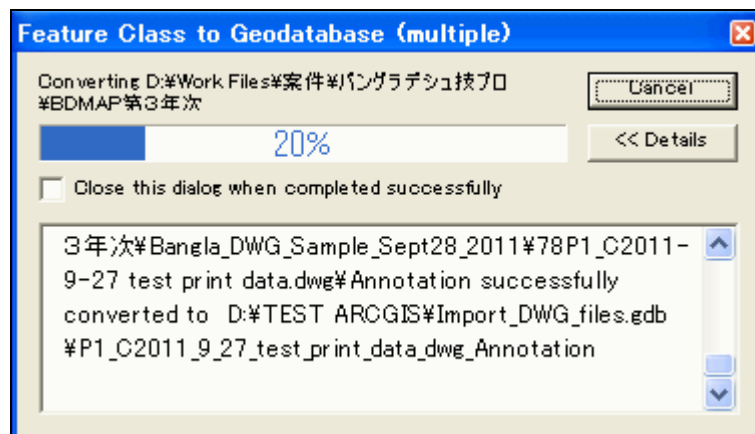 Feature Class to Geodatabase (multiple)
Converting D:¥Work Files¥案件¥バングラデシュ技プロ
¥BDMAP第3年次
Cancel
20%
<< Details
Close this dialog when completed successfully
3年次¥Bangla_DWG_Sample_Sept28_2011¥78P1_C2011-
9-27 test print data.dwg¥Annotation successfully
converted to D:¥TEST ARCGIS¥Import_DWG_files.gdb
¥P1_C2011_9_27_test_print_data_dwg_Annotation